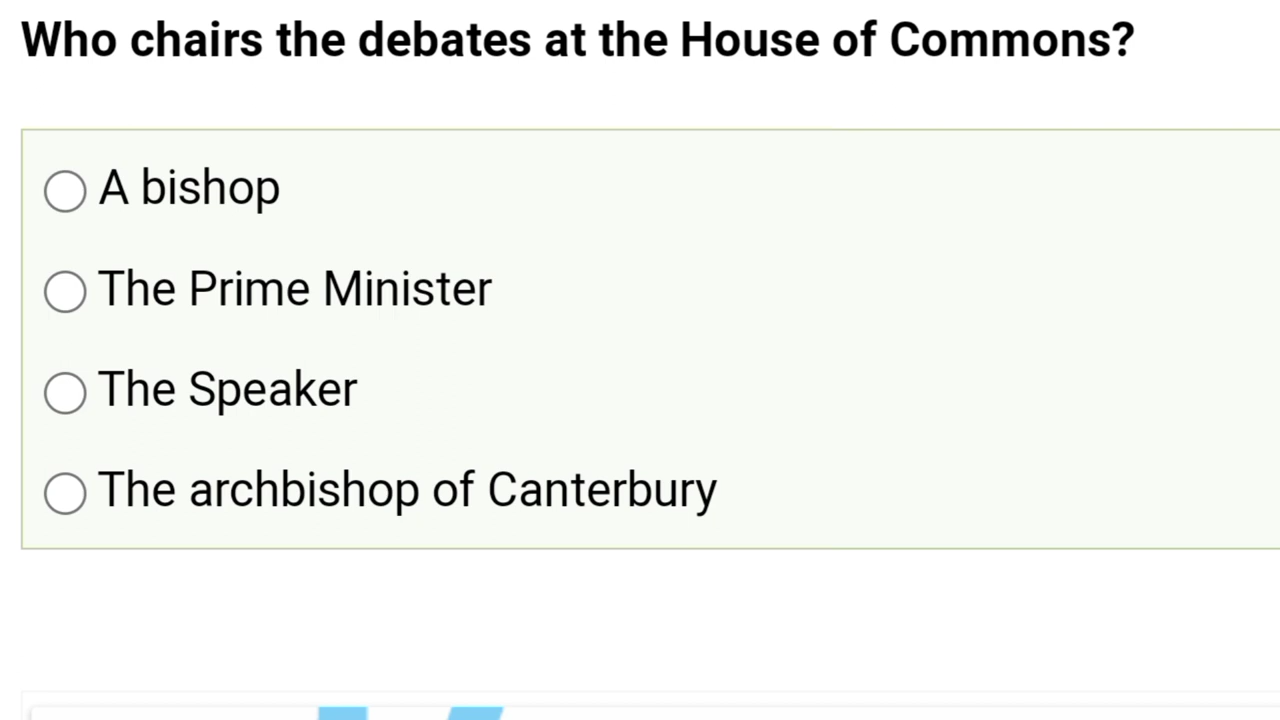 Who chairs the debates at the House of Commons?
A bishop
The Prime Minister
The Speaker
The archbishop of Canterbury